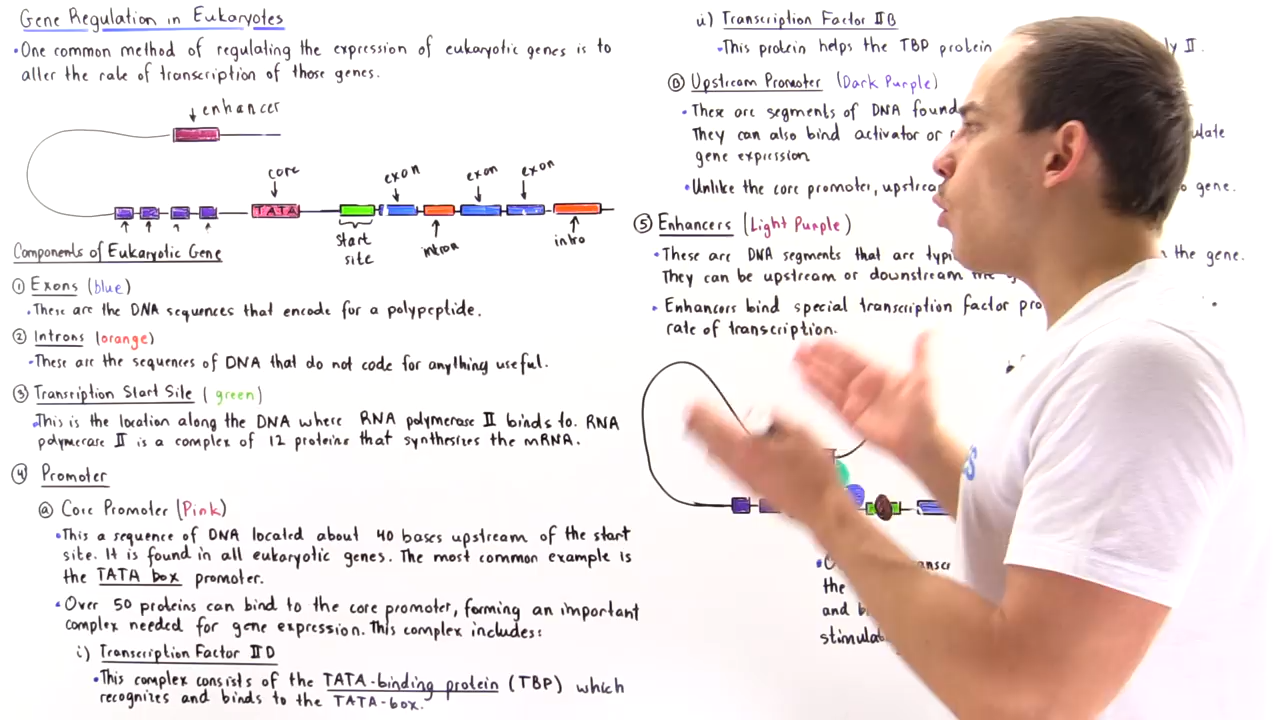 Gene Regulation in Eukaryotes
• One common method of regulating the expression of eukaryotic genes is to
alter the rate of transcription of those genes.
enhancer
core
exon
exon
exon
TATA
start
site
intron
intro
Components of Eukaryotic Gene
① Exons (blue)
• These are the DNA sequences that encode for a polypeptide.
② Introns (orange)
• These are the sequences of DNA that do not code for anything useful.
③ Transcription Start Site (green)
• This is the location along the DNA where RNA polymerase II binds to. RNA
polymerase II is a complex of 12 proteins that synthesizes the mRNA.
④ Promoter
ⓐ Core Promoter (Pink)
• This a sequence of DNA located about 40 bases upstream of the start
site. It is found in all eukaryotic genes. The most common example is
the TATA box promoter.
• Over 50 proteins can bind to the core promoter, forming an important
complex needed for gene expression. This complex includes:
i) Transcription Factor II D
• This complex consists of the TATA-binding protein (TBP) which
recognizes and binds to the TATA-box.
ii) Transcription Factor II B
• This protein helps the TBP protein II.
ⓑ Upstream Promoter (Dark Purple)
• These are segments of DNA
They can also bind activator or
gene expression
• Unlike the core promoter, gene.
⑤ Enhancers (Light Purple)
• These are DNA segments that are the gene.
They can be upstream or downstream
• Enhancers bind special transcription factor
rate of transcription.
the
and